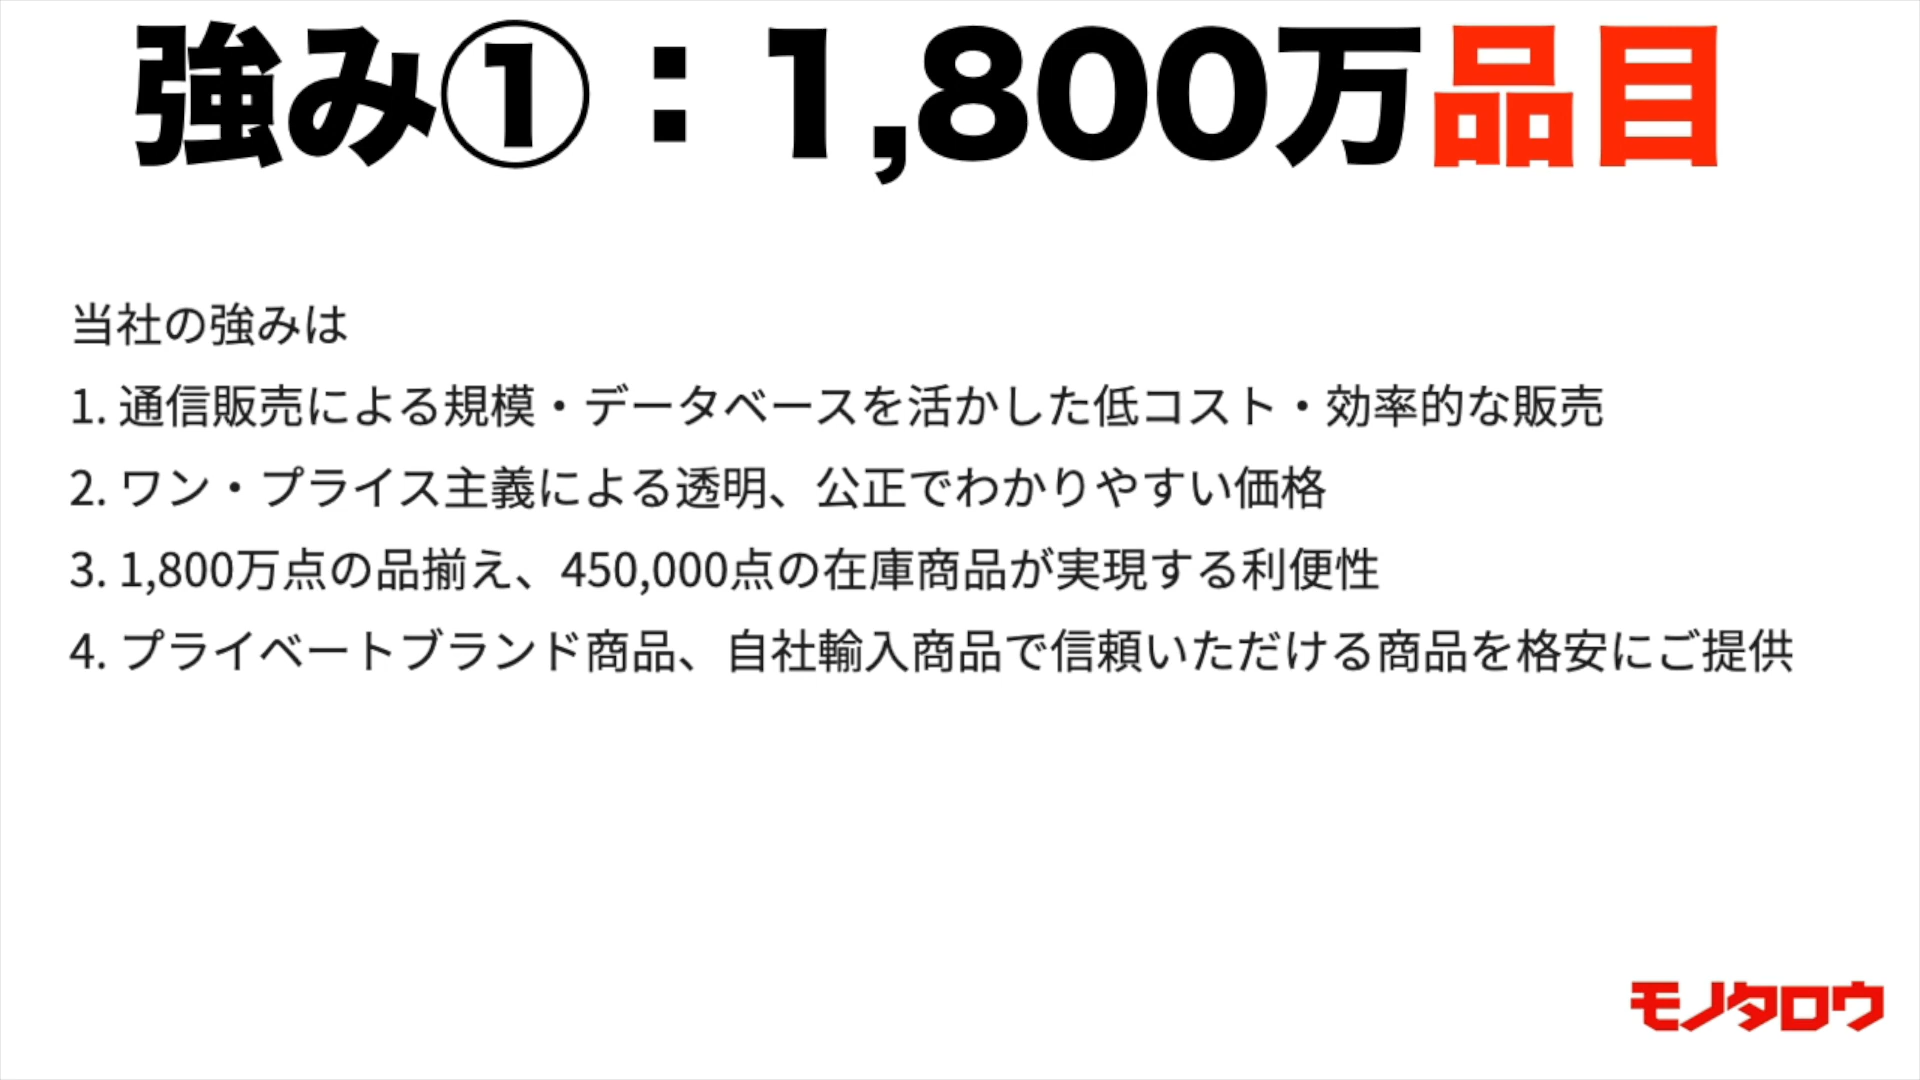 強み①：1,800万品目
当社の強みは
1. 通信販売による規模・データベースを活かした低コスト・効率的な販売
2. ワン・プライス主義による透明、公正でわかりやすい価格
3. 1,800万点の品揃え、450,000点の在庫商品が実現する利便性
4. プライベートブランド商品、自社輸入商品で信頼いただける商品を格安にご提供
モノタロウ